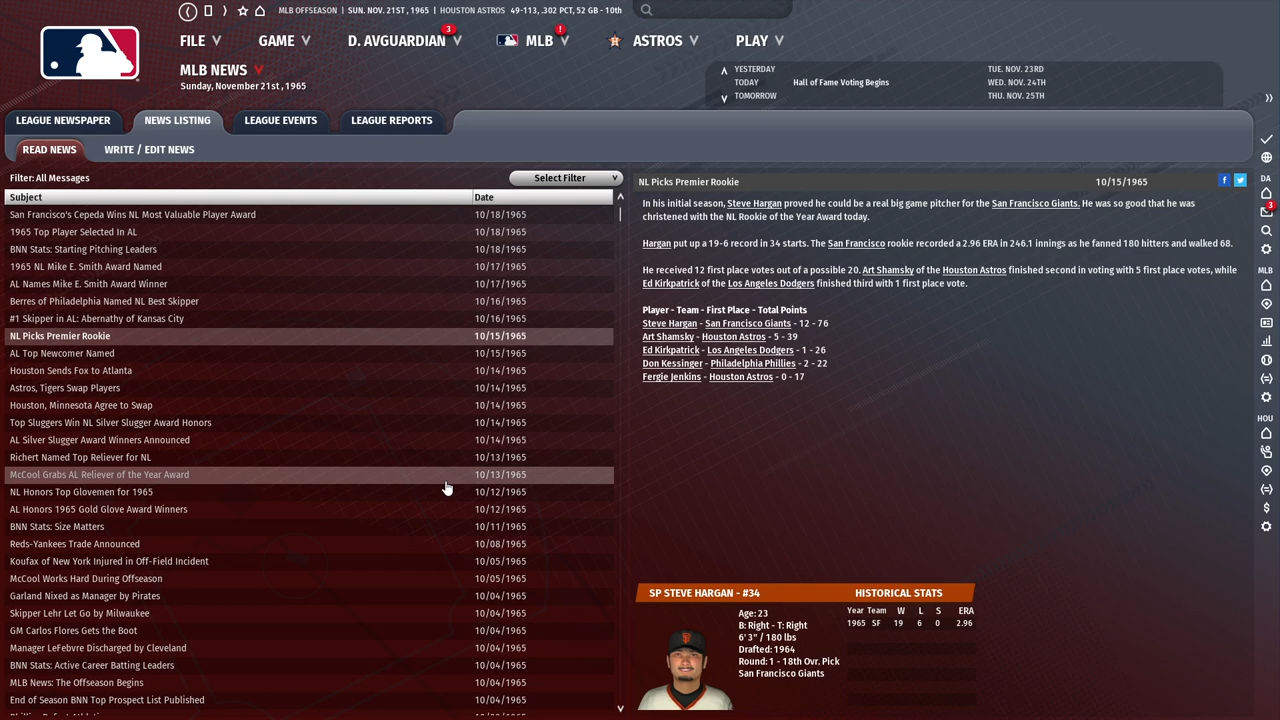 MLB OFFSEASON | SUN. NOV. 21ST , 1965 | HOUSTON ASTROS 49-113, .302 PCT, 52 GB - 10th
FILE GAME D. AVGUARDIAN 3 MLB ! ASTROS PLAY
MLB NEWS
Sunday, November 21st , 1965
YESTERDAY TUE. NOV. 23RD
TODAY Hall of Fame Voting Begins WED. NOV. 24TH
TOMORROW THU. NOV. 25TH
LEAGUE NEWSPAPER NEWS LISTING LEAGUE EVENTS LEAGUE REPORTS
READ NEWS WRITE / EDIT NEWS
Filter: All Messages Select Filter
Subject Date
San Francisco's Cepeda Wins NL Most Valuable Player Award 10/18/1965
1965 Top Player Selected In AL 10/18/1965
BNN Stats: Starting Pitching Leaders 10/18/1965
1965 NL Mike E. Smith Award Named 10/17/1965
AL Names Mike E. Smith Award Winner 10/17/1965
Berres of Philadelphia Named NL Best Skipper 10/16/1965
#1 Skipper in AL: Abernathy of Kansas City 10/16/1965
NL Picks Premier Rookie 10/15/1965
AL Top Newcomer Named 10/15/1965
Houston Sends Fox to Atlanta 10/14/1965
Astros, Tigers Swap Players 10/14/1965
Houston, Minnesota Agree to Swap 10/14/1965
Top Sluggers Win NL Silver Slugger Award Honors 10/14/1965
AL Silver Slugger Award Winners Announced 10/14/1965
Richert Named Top Reliever for NL 10/13/1965
McCool Grabs AL Reliever of the Year Award 10/13/1965
NL Honors Top Glovemen for 1965 10/12/1965
AL Honors 1965 Gold Glove Award Winners 10/12/1965
BNN Stats: Size Matters 10/11/1965
Reds-Yankees Trade Announced 10/08/1965
Koufax of New York Injured in Off-Field Incident 10/05/1965
McCool Works Hard During Offseason 10/05/1965
Garland Nixed as Manager by Pirates 10/04/1965
Skipper Lehr Let Go by Milwaukee 10/04/1965
GM Carlos Flores Gets the Boot 10/04/1965
Manager LeFebvre Discharged by Cleveland 10/04/1965
BNN Stats: Active Career Batting Leaders 10/04/1965
MLB News: The Offseason Begins 10/04/1965
End of Season BNN Top Prospect List Published 10/04/1965
NL Picks Premier Rookie 10/15/1965
In his initial season, Steve Hargan proved he could be a real big game pitcher for the San Francisco Giants. He was so good that he was
christened with the NL Rookie of the Year Award today.
Hargan put up a 19-6 record in 34 starts. The San Francisco rookie recorded a 2.96 ERA in 246.1 innings as he fanned 180 hitters and walked 68.
He received 12 first place votes out of a possible 20. Art Shamsky of the Houston Astros finished second in voting with 5 first place votes, while
Ed Kirkpatrick of the Los Angeles Dodgers finished third with 1 first place vote.
Player - Team - First Place - Total Points
Steve Hargan - San Francisco Giants - 12 - 76
Art Shamsky - Houston Astros - 5 - 39
Ed Kirkpatrick - Los Angeles Dodgers - 1 - 26
Don Kessinger - Philadelphia Phillies - 2 - 22
Fergie Jenkins - Houston Astros - 0 - 17
SP STEVE HARGAN - #34 HISTORICAL STATS
Age: 23
B: Right - T: Right
6' 3" / 180 lbs
Drafted: 1964
Round: 1 - 18th Ovr. Pick
San Francisco Giants
Year Team W L S ERA
1965 SF 19 6 0 2.96
DA
3
MLB
HOU